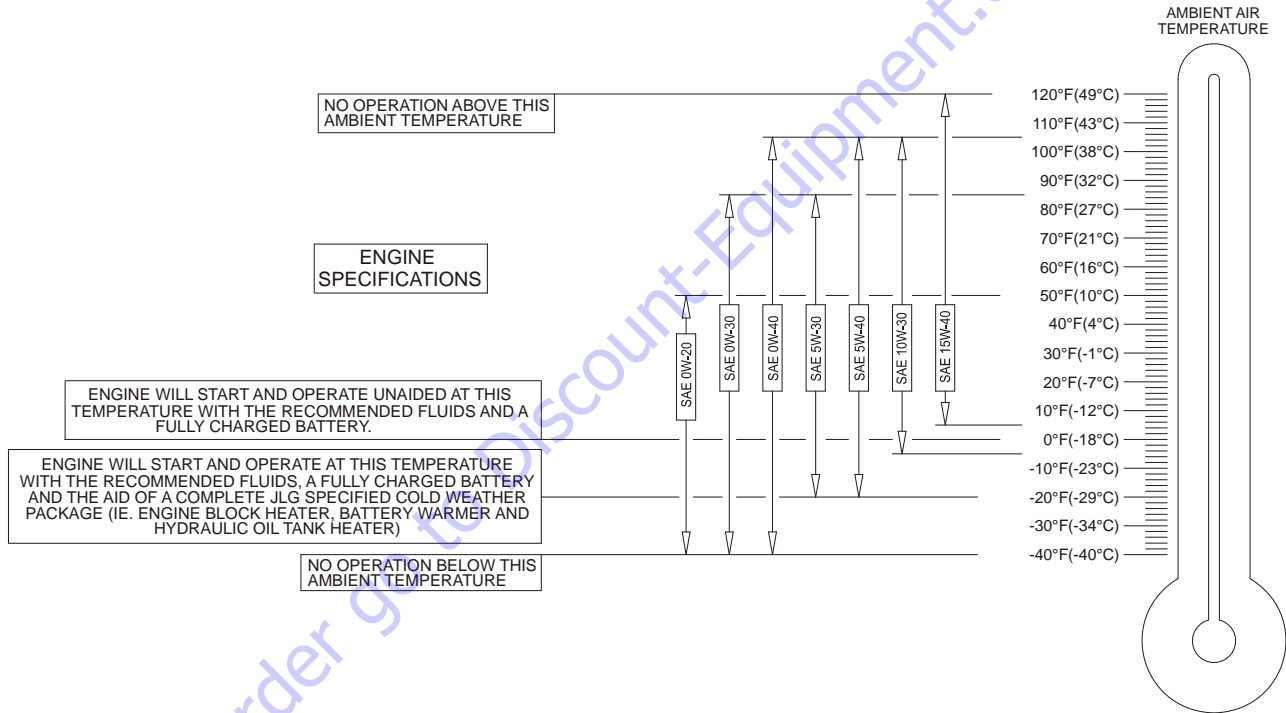 AMBIENT AIR
TEMPERATURE
120°F(49°C)
110°F(43°C)
100°F(38°C)
90°F(32°C)
80°F(27°C)
70°F(21°C)
60°F(16°C)
50°F(10°C)
40°F(4°C)
30°F(-1°C)
20°F(-7°C)
10°F(-12°C)
0°F(-18°C)
-10°F(-23°C)
-20°F(-29°C)
-30°F(-34°C)
-40°F(-40°C)
NO OPERATION ABOVE THIS
AMBIENT TEMPERATURE
ENGINE
SPECIFICATIONS
SAE 0W-20
SAE 0W-30
SAE 0W-40
SAE 5W-30
SAE 5W-40
SAE 10W-30
SAE 15W-40
ENGINE WILL START AND OPERATE UNAIDED AT THIS
TEMPERATURE WITH THE RECOMMENDED FLUIDS AND A
FULLY CHARGED BATTERY.
ENGINE WILL START AND OPERATE AT THIS TEMPERATURE
WITH THE RECOMMENDED FLUIDS, A FULLY CHARGED BATTERY
AND THE AID OF A COMPLETE JLG SPECIFIED COLD WEATHER
PACKAGE (IE. ENGINE BLOCK HEATER, BATTERY WARMER AND
HYDRAULIC OIL TANK HEATER)
NO OPERATION BELOW THIS
AMBIENT TEMPERATURE
go to Discount-Equipment.